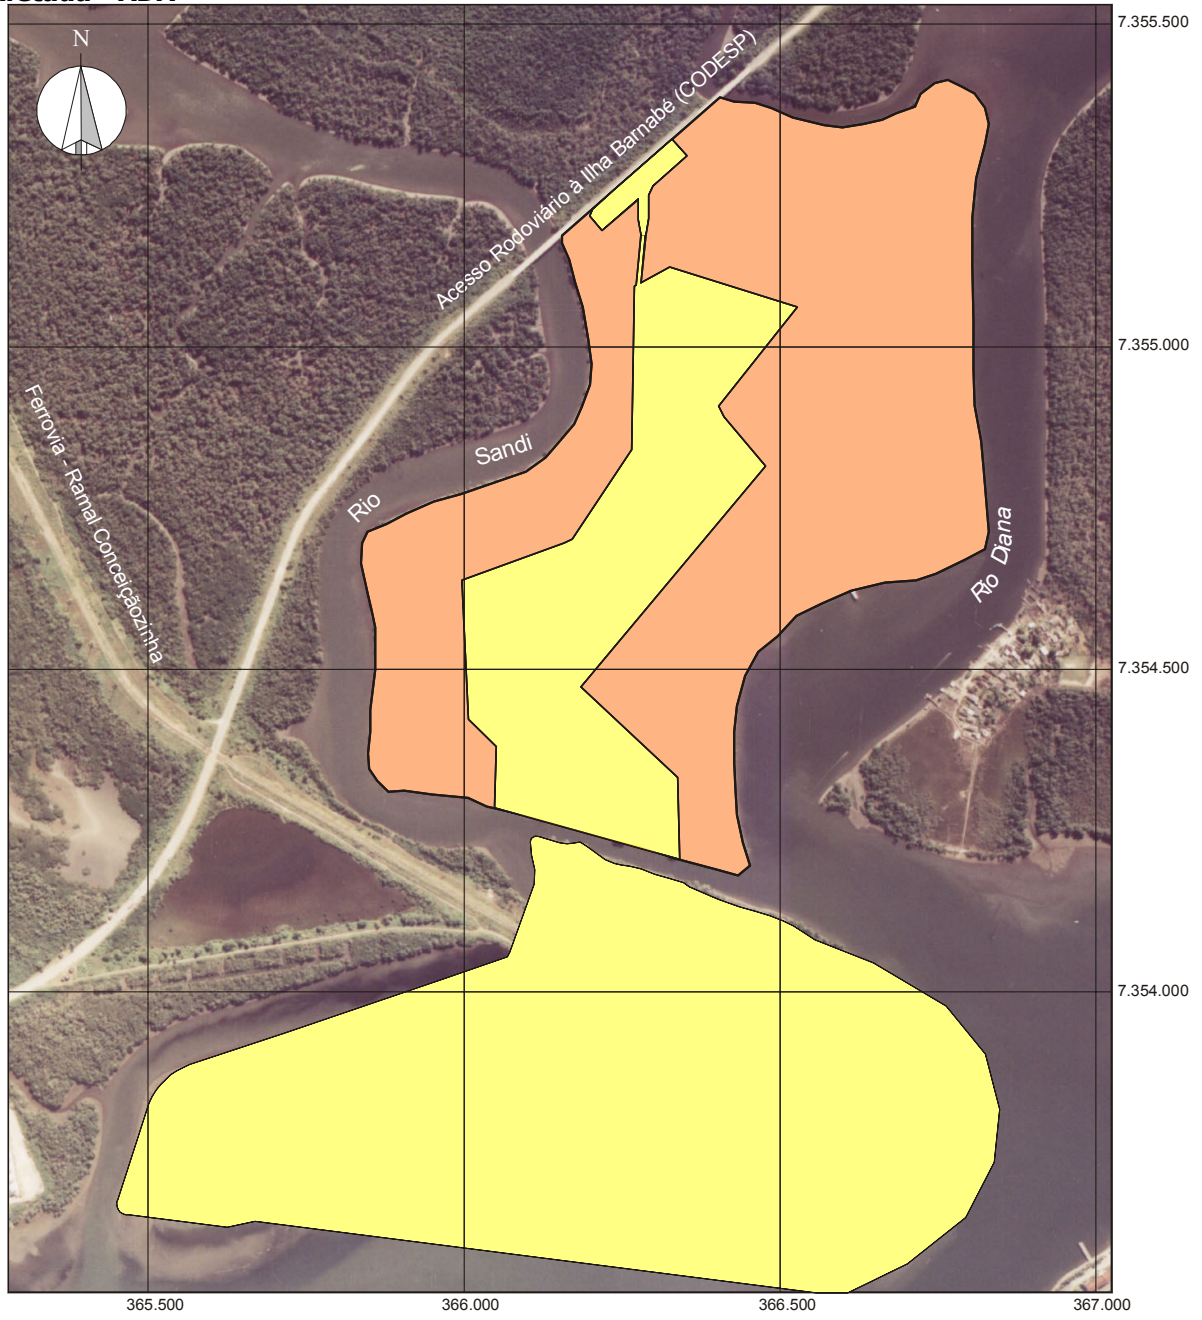 N
7.355.500
Acesso Rodoviário à Ilha Barnabé (CODESP)
7.355.000
Ferrovia - Ramal Conceiçãozinha
Rio Sandi
Rio Diana
7.354.500
7.354.000
365.500 366.000 366.500 367.000